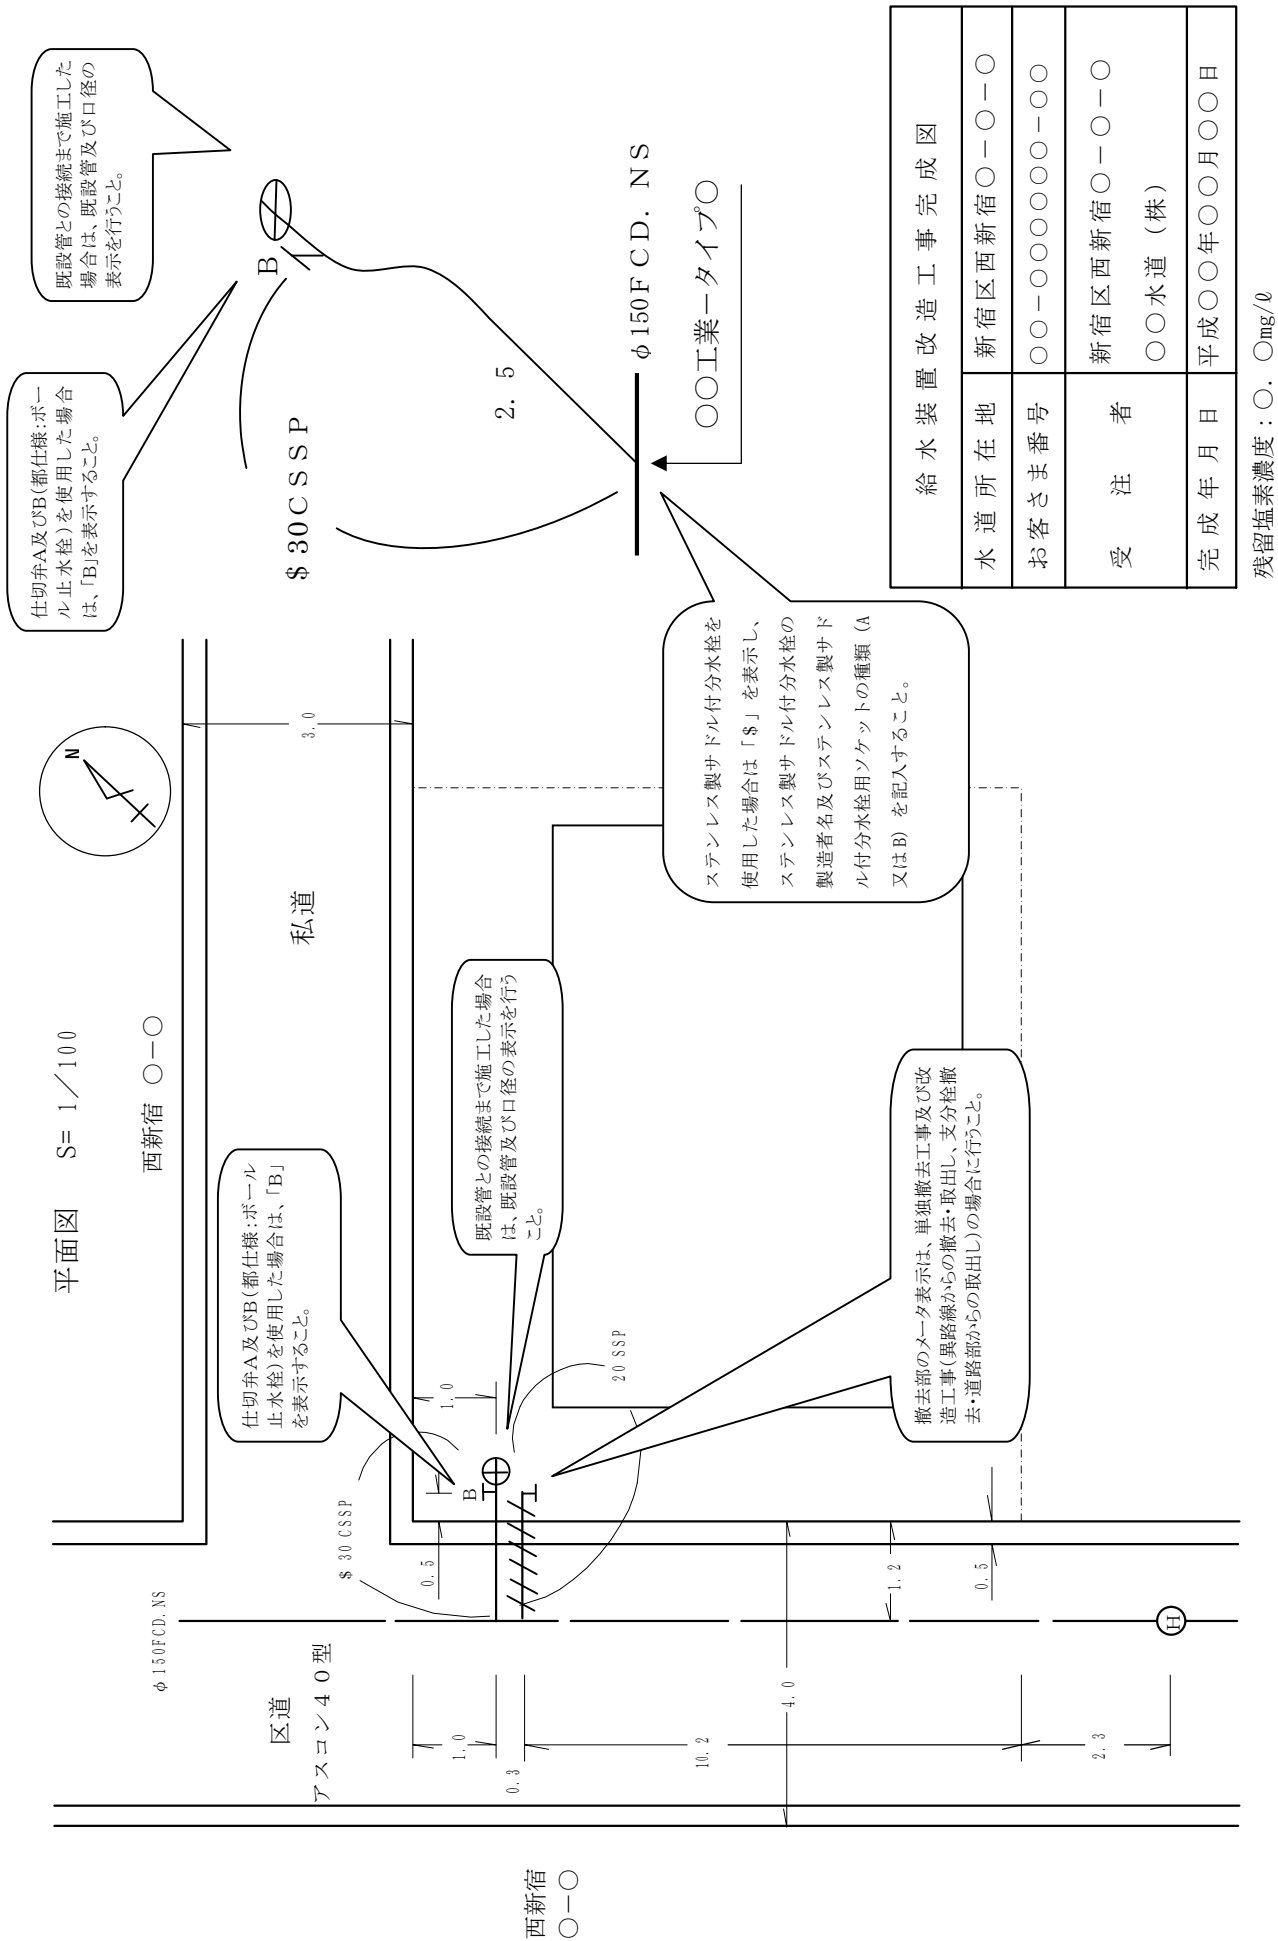 平面図　S= 1／100
西新宿 ○ー○
N
私道
3.0
仕切弁A及びB(都仕様:ボール
止水栓)を使用した場合は、「B」
を表示すること。
既設管との接続まで施工した場合
は、既設管及び口径の表示を行う
こと。
撤去部のメータ表示は、単独撤去工事及び改
造工事(異路線からの撤去・取出し、支分栓撤
去・道路部からの取出し)の場合に行うこと。
φ150FCD.NS
区道
アスコン40型
＄30CSSP
20 SSP
B
1.0
0.5
1.0
0.3
10.2
2.3
4.0
1.2
0.5
H
西新宿
○ー○
仕切弁A及びB(都仕様:ボー
ル止水栓)を使用した場合
は、「B」を表示すること。
既設管との接続まで施工した
場合は、既設管及び口径の
表示を行うこと。
B
＄30CSSP
2. 5
φ150FCD. NS
○○工業ータイプ○
ステンレス製サドル付分水栓を
使用した場合は「＄」を表示し、
ステンレス製サドル付分水栓の
製造者名及びステンレス製サド
ル付分水栓用ソケットの種類（A
又はB）を記入すること。
給水装置改造工事完成図
水道所在地　新宿区西新宿○ー○ー○
お客さま番号　○○－○○○○○○○－○○
受注者　新宿区西新宿○ー○ー○
○○水道（株）
完成年月日　平成○○年○○月○○日
残留塩素濃度：○. ○mg/ℓ